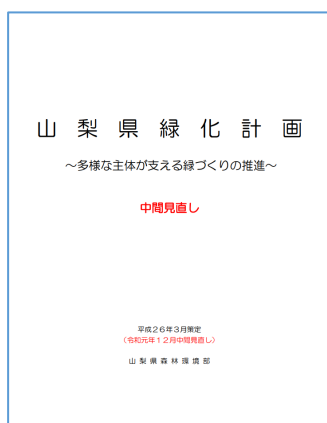 山梨県緑化計画
～多様な主体が支える緑づくりの推進～
中間見直し
平成２６年３月策定
（令和元年１２月中間見直し）
山梨県森林環境部